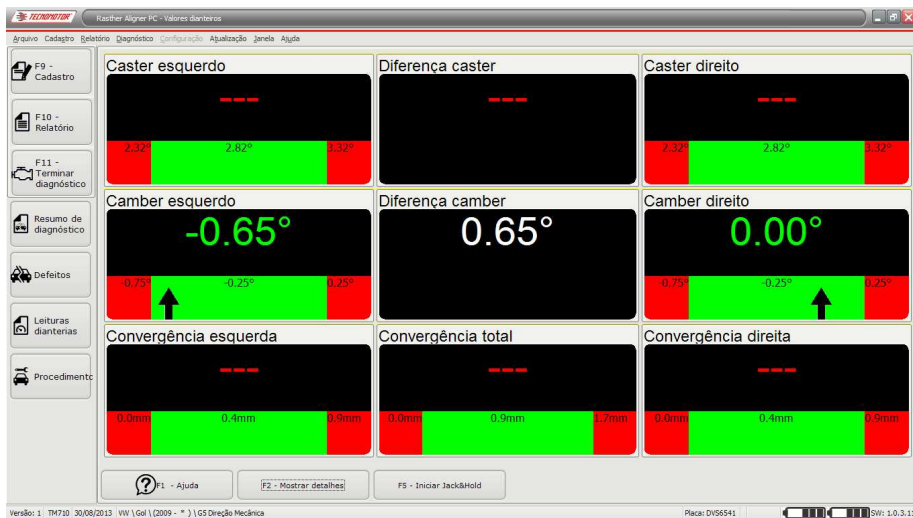 TECNOMOTOR Rasther Aligner PC - Valores dianteiros
Arquivo Cadastro Relatório Diagnóstico Configuração Atualização Janela Ajuda
F9 -
Cadastro
F10 -
Relatório
F11 -
Terminar
diagnóstico
Resumo de
diagnóstico
Defeitos
Leituras
dianterias
Procedimento
Caster esquerdo
---
2.32° 2.82° 3.32°
Diferença caster
---
Caster direito
---
2.32° 2.82° 3.32°
Camber esquerdo
-0.65°
-0.75° -0.25° 0.25°
Diferença camber
0.65°
Camber direito
0.00°
-0.75° -0.25° 0.25°
Convergência esquerda
---
0.0mm 0.4mm 0.9mm
Convergência total
---
0.0mm 0.9mm 1.7mm
Convergência direita
---
0.0mm 0.4mm 0.9mm
F1 - Ajuda
F2 - Mostrar detalhes
F5 - Iniciar Jack&Hold
Versão: 1 TM710 30/08/2013 VW \ Gol \ (2009 - * ) \ G5 Direção Mecânica Placa: DVS6541 SW: 1.0.3.1